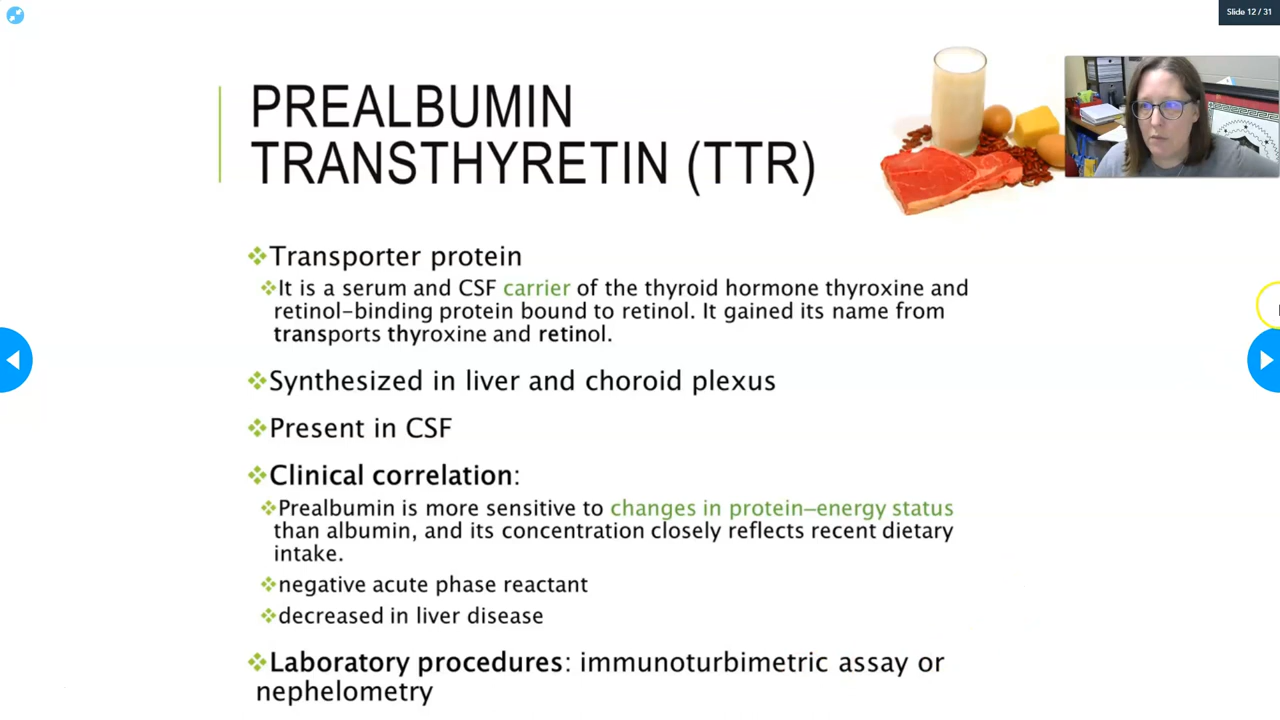 Slide 12 / 31
PREALBUMIN
TRANSTHYRETIN (TTR)
Transporter protein
It is a serum and CSF carrier of the thyroid hormone thyroxine and
retinol-binding protein bound to retinol. It gained its name from
transports thyroxine and retinol.
Synthesized in liver and choroid plexus
Present in CSF
Clinical correlation:
Prealbumin is more sensitive to changes in protein–energy status
than albumin, and its concentration closely reflects recent dietary
intake.
negative acute phase reactant
decreased in liver disease
Laboratory procedures: immunoturbimetric assay or
nephelometry